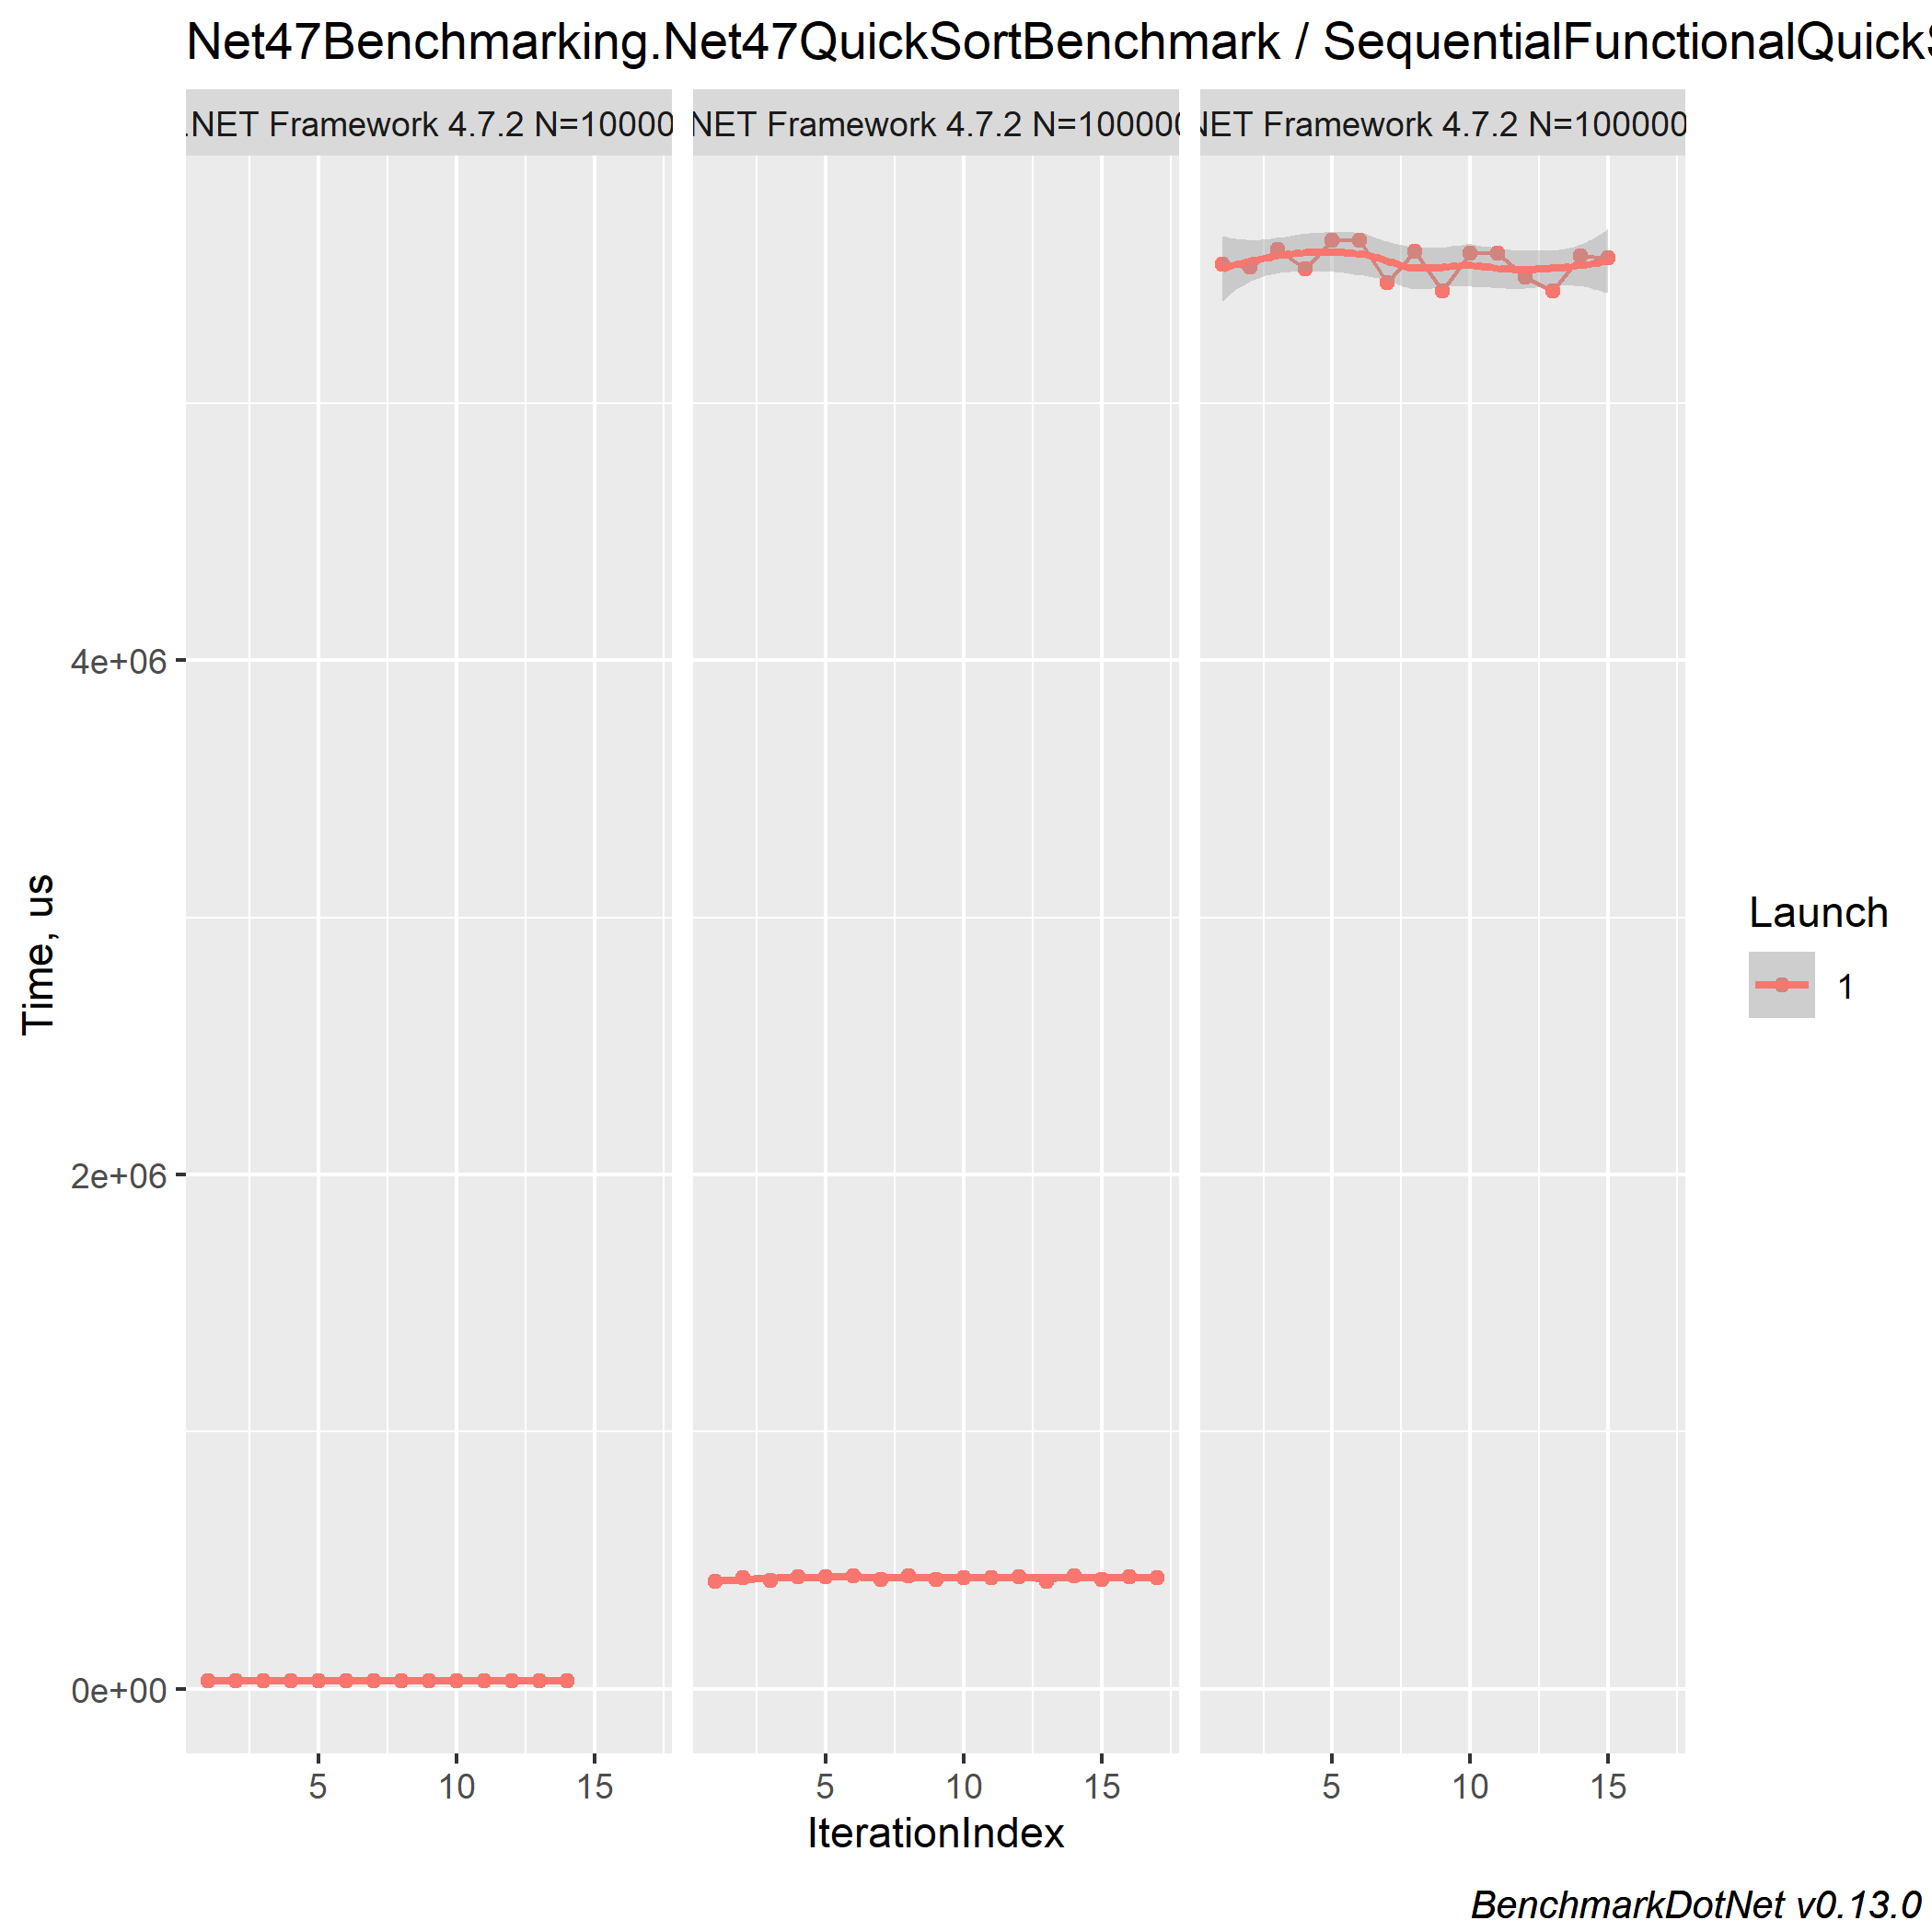 Net47Benchmarking.Net47QuickSortBenchmark / SequentialFunctionalQuickS
.NET Framework 4.7.2 N=10000
NET Framework 4.7.2 N=100000
NET Framework 4.7.2 N=100000
4e+06
2e+06
0e+00
Time, us
5 10 15
5 10 15
5 10 15
IterationIndex
Launch
1
BenchmarkDotNet v0.13.0